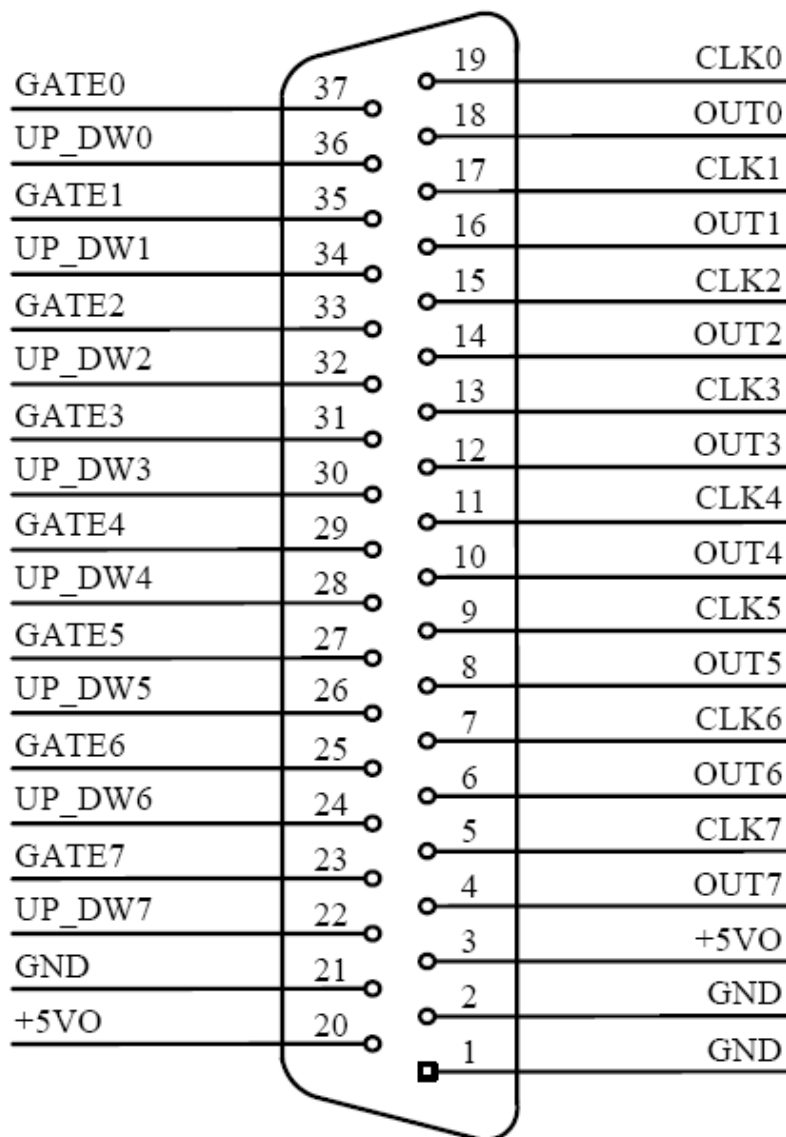 19 CLK0
GATE0 37
18 OUT0
UP_DW0 36
17 CLK1
GATE1 35
16 OUT1
UP_DW1 34
15 CLK2
GATE2 33
14 OUT2
UP_DW2 32
13 CLK3
GATE3 31
12 OUT3
UP_DW3 30
11 CLK4
GATE4 29
10 OUT4
UP_DW4 28
9 CLK5
GATE5 27
8 OUT5
UP_DW5 26
7 CLK6
GATE6 25
6 OUT6
UP_DW6 24
5 CLK7
GATE7 23
4 OUT7
UP_DW7 22
3 +5VO
GND 21
2 GND
+5VO 20
1 GND